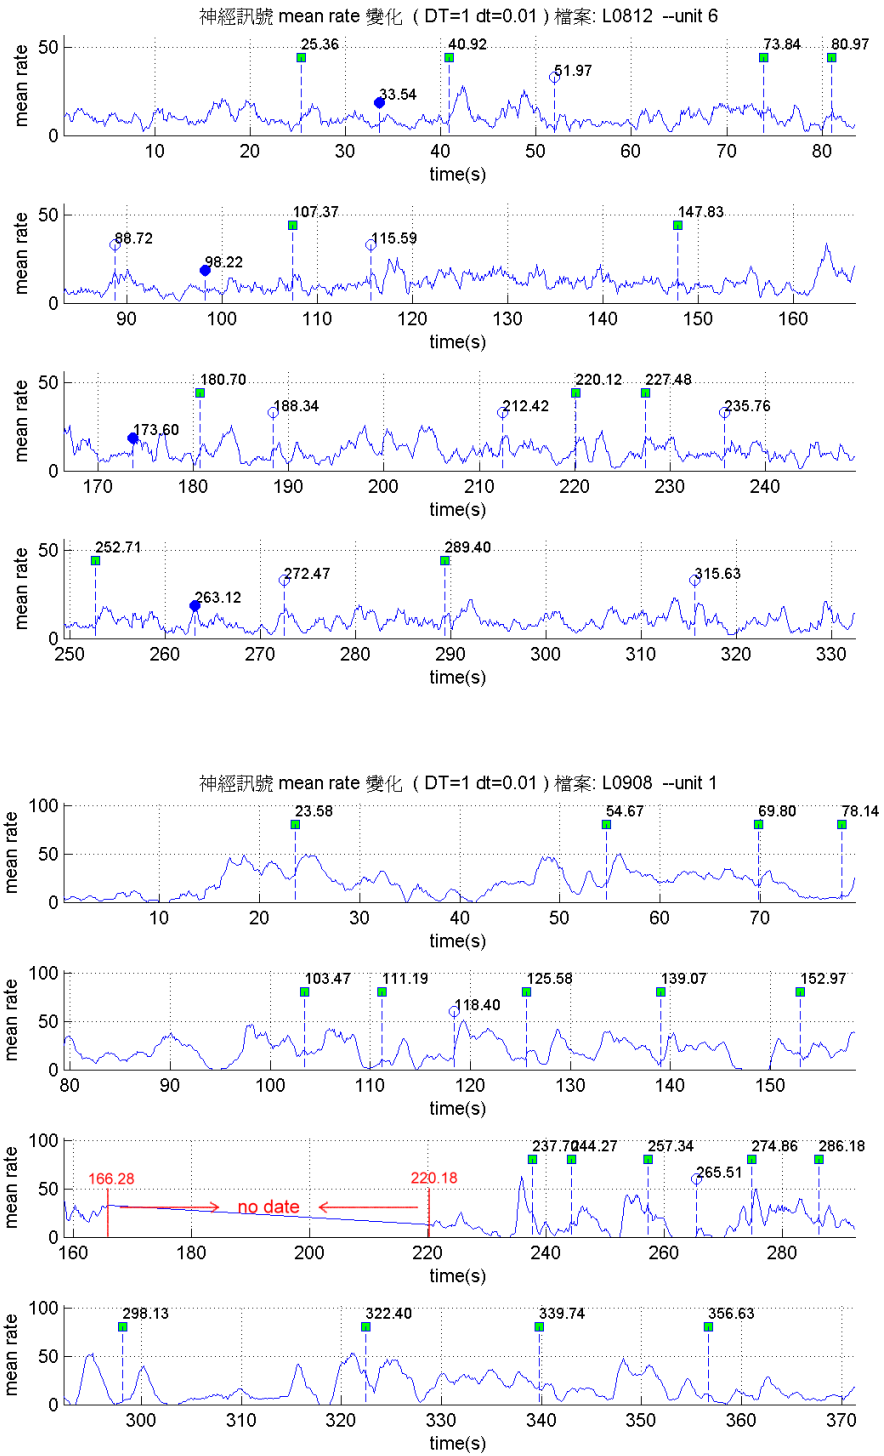 神經訊號 mean rate 變化 ( DT=1 dt=0.01 ) 檔案: L0812 --unit 6
mean rate
50
0
25.36 33.54 40.92 51.97 73.84 80.97
10 20 30 40 50 60 70 80
time(s)
mean rate
50
0
88.72 98.22 107.37 115.59 147.83
90 100 110 120 130 140 150 160
time(s)
mean rate
50
0
173.60 180.70 188.34 212.42 220.12 227.48 235.76
170 180 190 200 210 220 230 240
time(s)
mean rate
50
0
252.71 263.12 272.47 289.40 315.63
250 260 270 280 290 300 310 320 330
time(s)
神經訊號 mean rate 變化 ( DT=1 dt=0.01 ) 檔案: L0908 --unit 1
mean rate
100
50
0
23.58 54.67 69.80 78.14
10 20 30 40 50 60 70
time(s)
mean rate
100
50
0
103.47 111.19 118.40 125.58 139.07 152.97
80 90 100 110 120 130 140 150
time(s)
mean rate
100
50
0
166.28 no date 220.18 237.70 244.27 257.34 265.51 274.86 286.18
160 180 200 220 240 260 280
time(s)
mean rate
100
50
0
298.13 322.40 339.74 356.63
300 310 320 330 340 350 360 370
time(s)